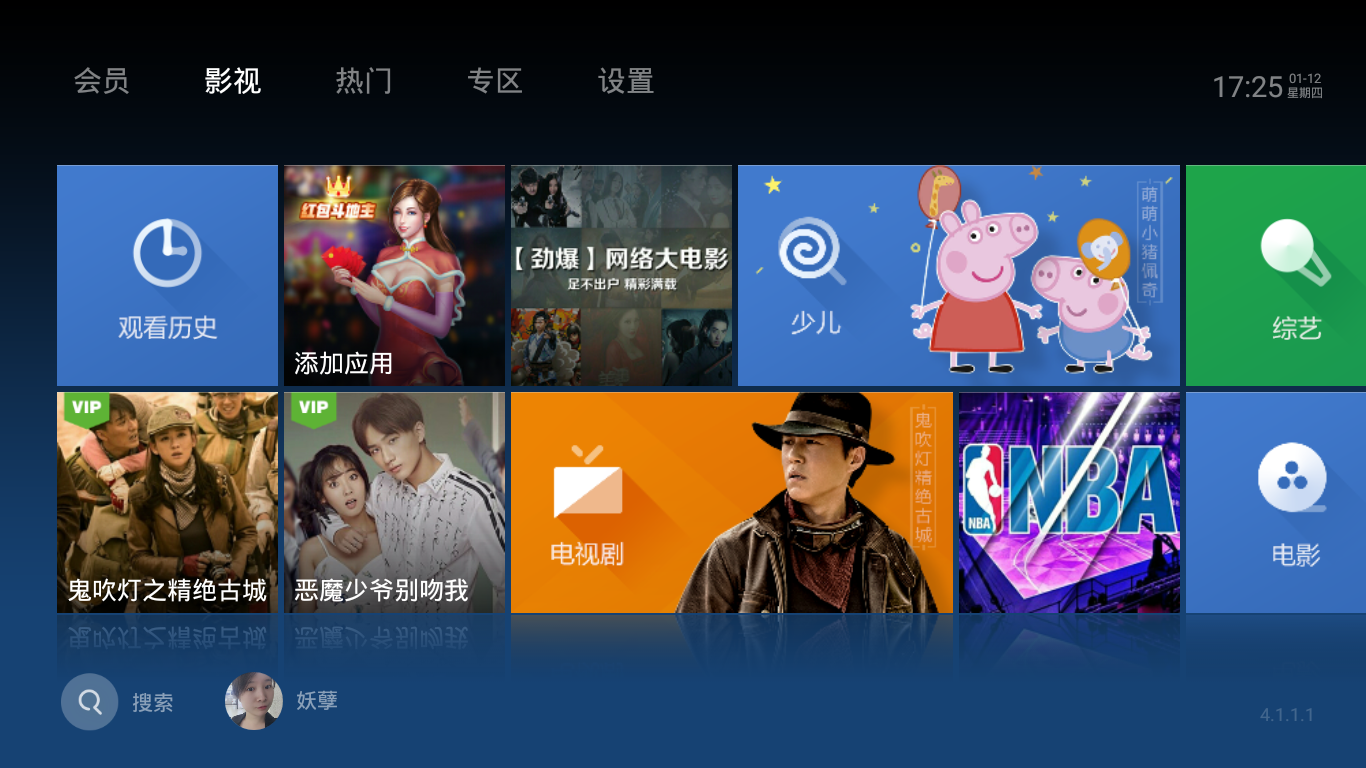 会员
影视
热门
专区
设置
17:25
01-12
星期四
观看历史
红包斗地主
添加应用
【劲爆】网络大电影
足不出户 精彩满载
少儿
萌萌小猪佩奇
综艺
VIP
鬼吹灯之精绝古城
VIP
恶魔少爷别吻我
电视剧
鬼吹灯精绝古城
NBA
NBA
电影
搜索
妖孽
4.1.1.1